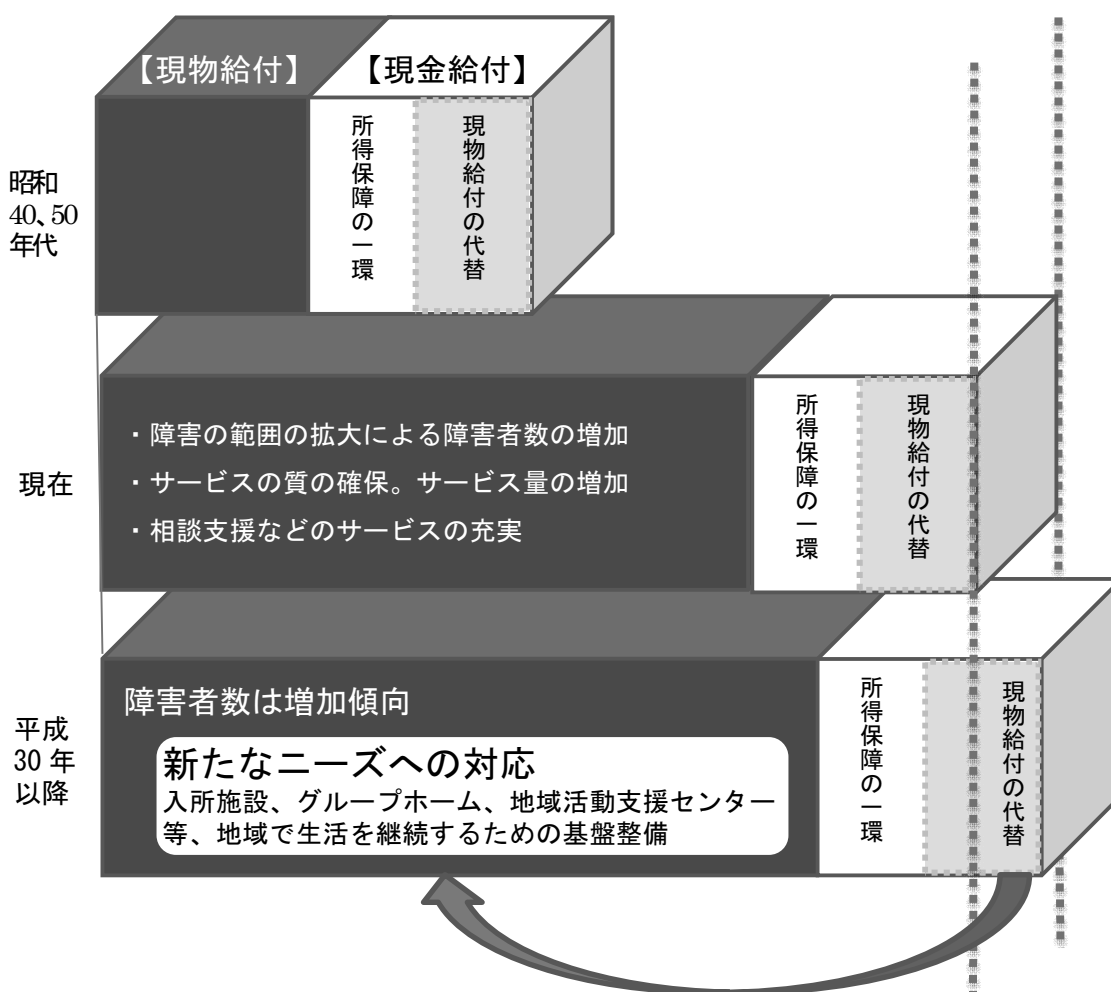 【現物給付】
【現金給付】
昭和
40、50
年代
所得保障の一環
現物給付の代替
現在
・障害の範囲の拡大による障害者数の増加
・サービスの質の確保。サービス量の増加
・相談支援などのサービスの充実
所得保障の一環
現物給付の代替
平成
30 年
以降
障害者数は増加傾向
新たなニーズへの対応
入所施設、グループホーム、地域活動支援センター
等、地域で生活を継続するための基盤整備
所得保障の一環
現物給付の代替